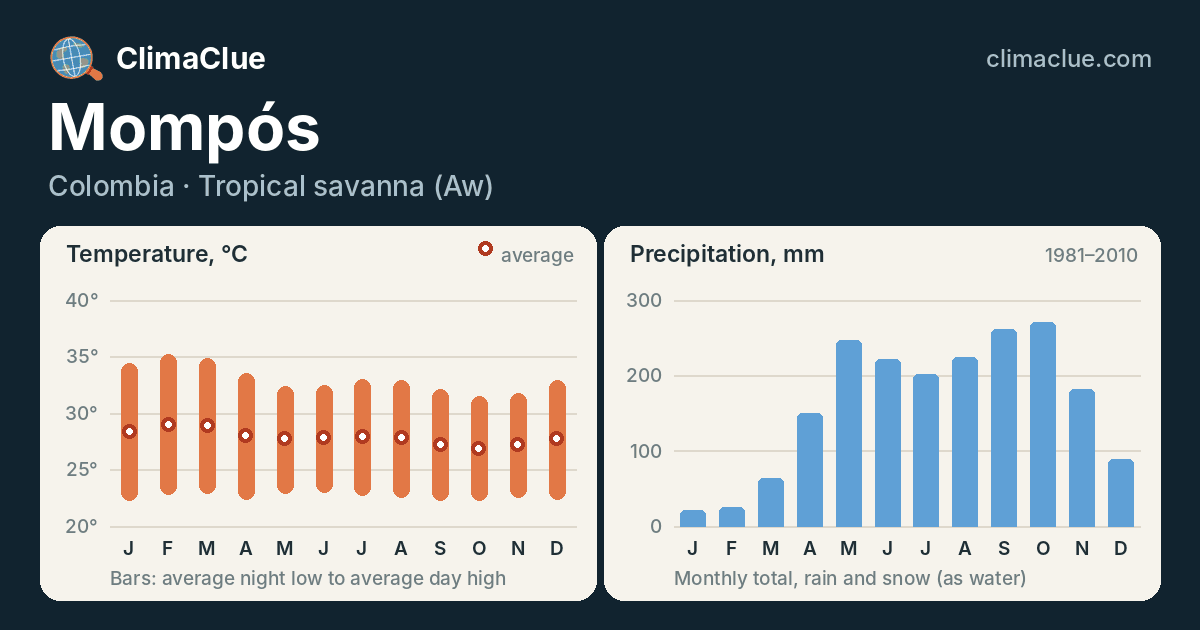 ClimaClue
climaclue.com
Mompós
Colombia · Tropical savanna (Aw)
Temperature, °C
average
40°
35°
30°
25°
20°
J F M A M J J A S O N D
Bars: average night low to average day high
Precipitation, mm
1981–2010
300
200
100
0
J F M A M J J A S O N D
Monthly total, rain and snow (as water)